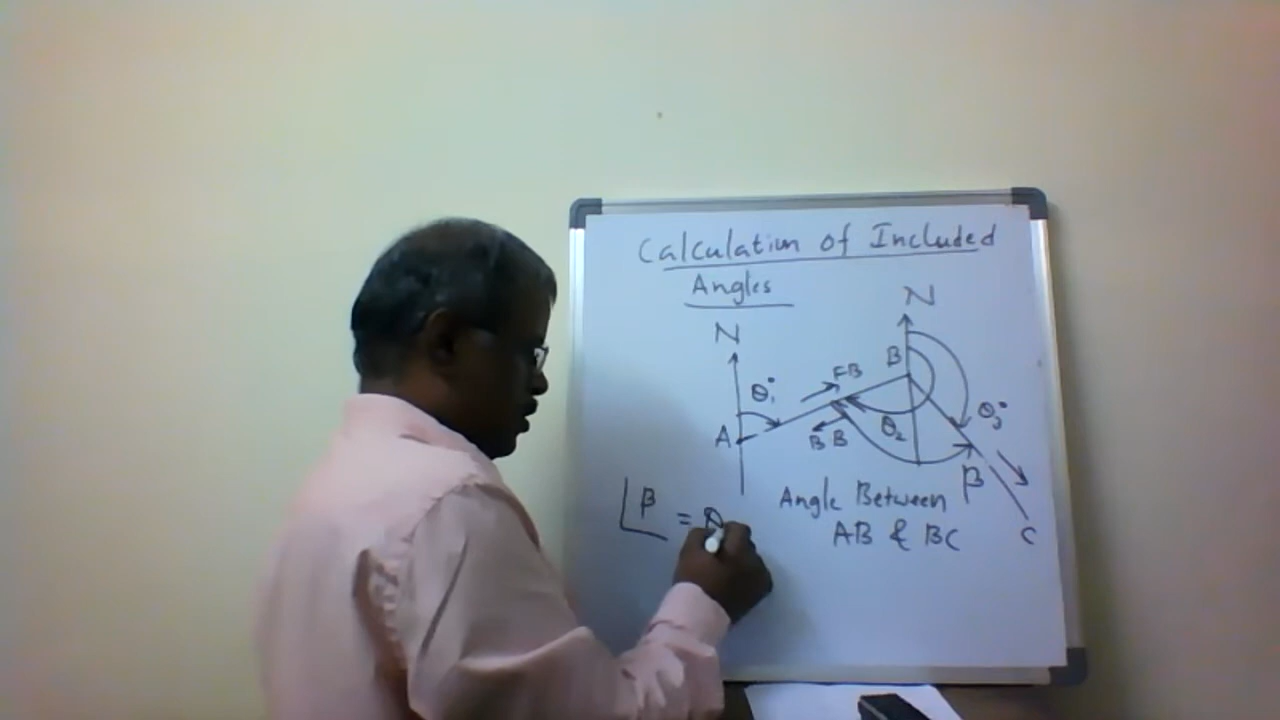 Calculation of Included
Angles
N
N
B
FB
θ₁°
A
BB
θ₂
θ₃°
β
C
Angle Between
AB & BC
∠β = θ